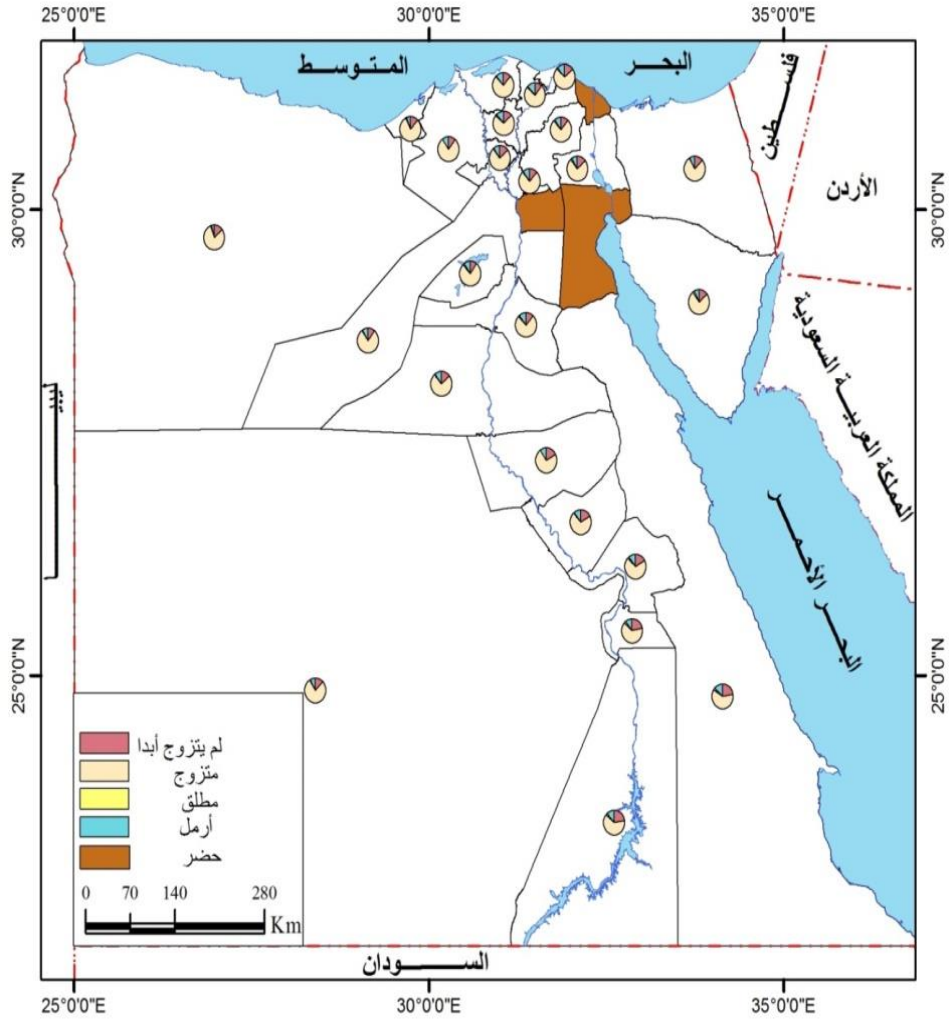 25°0'0"E 30°0'0"E 35°0'0"E
البحر المتوسط
فلسطين
الأردن
30°0'0"N 30°0'0"N
المملكة العربية السعودية
ليبيا
البحر الأحمر
25°0'0"N 25°0'0"N
لم يتزوج أبدا
متزوج
مطلق
أرمل
حضر
0 70 140 280
Km
السودان
25°0'0"E 30°0'0"E 35°0'0"E